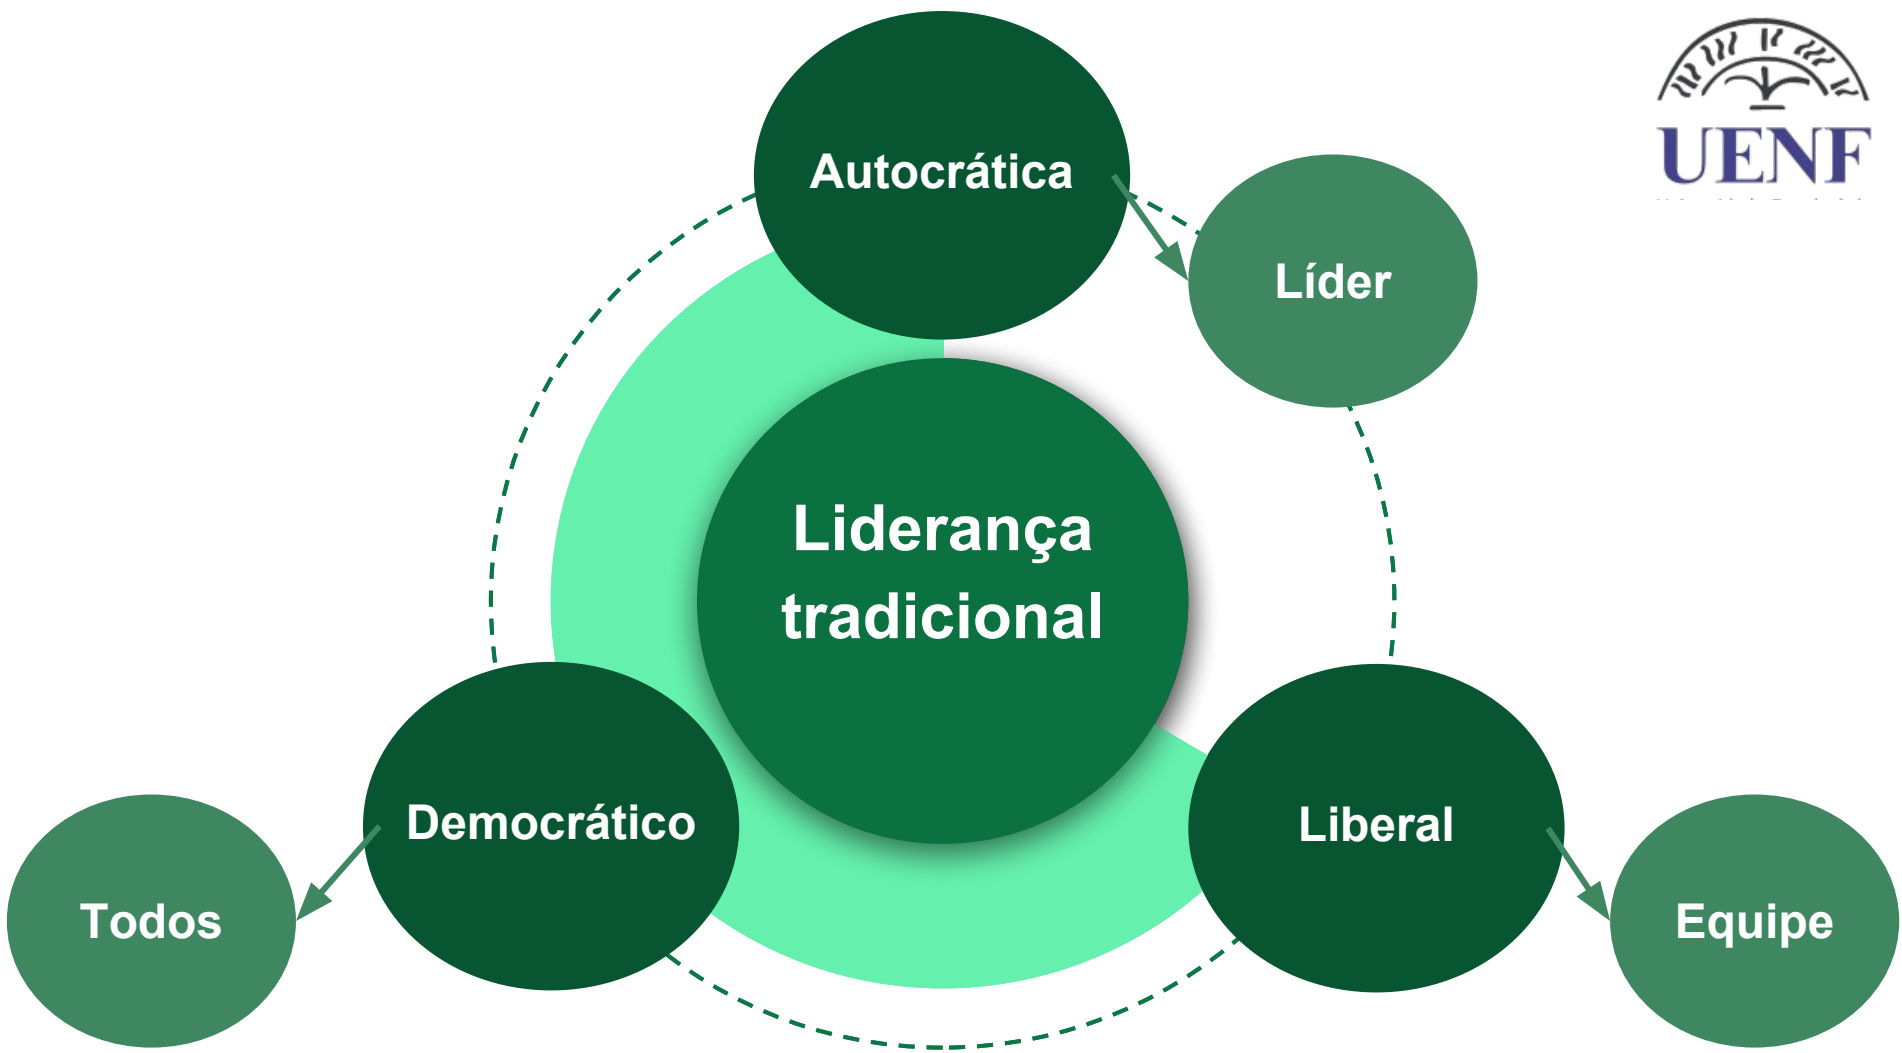 Autocrática
UENF
Líder
Liderança
tradicional
Democrático
Liberal
Todos
Equipe